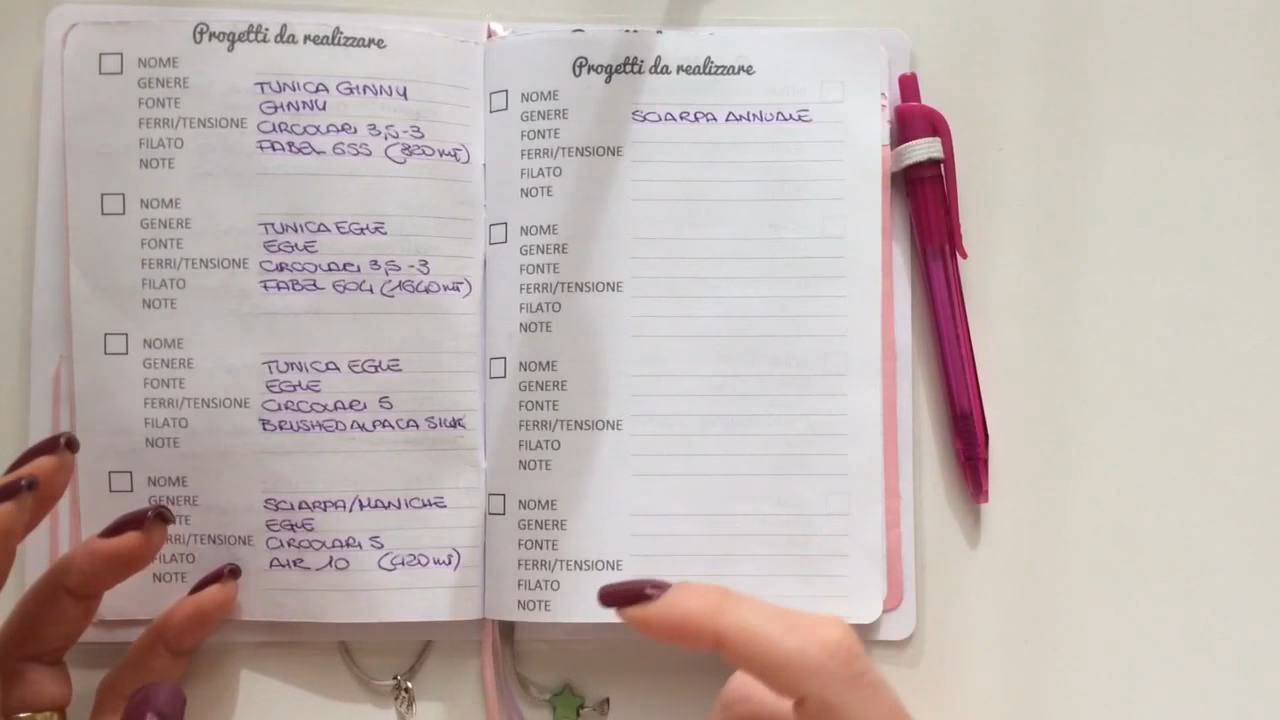 Progetti da realizzare
NOME
GENERE TUNICA GINNY
FONTE GINNY
FERRI/TENSIONE CIRCOLARI 3,5-3
FILATO FABEL 655 (820 MT)
NOTE
NOME
GENERE TUNICA EGLE
FONTE EGLE
FERRI/TENSIONE CIRCOLARI 3,5-3
FILATO FABEL 604 (1640 MT)
NOTE
NOME
GENERE TUNICA EGLE
FONTE EGLE
FERRI/TENSIONE CIRCOLARI 5
FILATO BRUSHED ALPACA SILK
NOTE
NOME
GENERE SCIARPA/MANICHE
NTE EGLE
RRI/TENSIONE CIRCOLARI 5
FILATO AIR 10 (420 MT)
NOTE
Progetti da realizzare
NOME
GENERE SCIARPA ANNUALE
FONTE
FERRI/TENSIONE
FILATO
NOTE
NOME
GENERE
FONTE
FERRI/TENSIONE
FILATO
NOTE
NOME
GENERE
FONTE
FERRI/TENSIONE
FILATO
NOTE
NOME
GENERE
FONTE
FERRI/TENSIONE
FILATO
NOTE